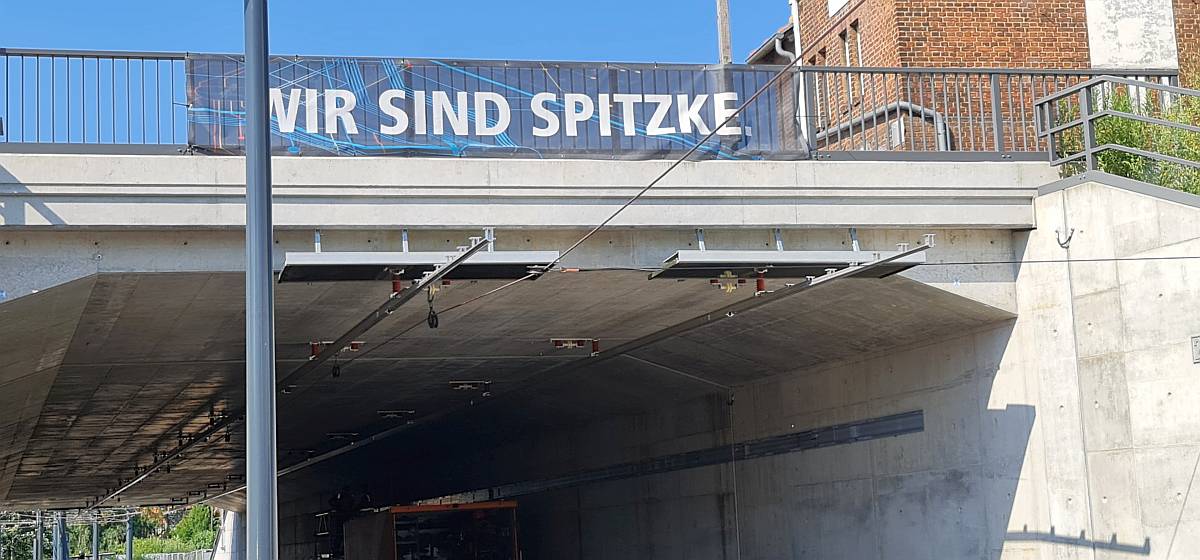 WIR SIND SPITZKE.